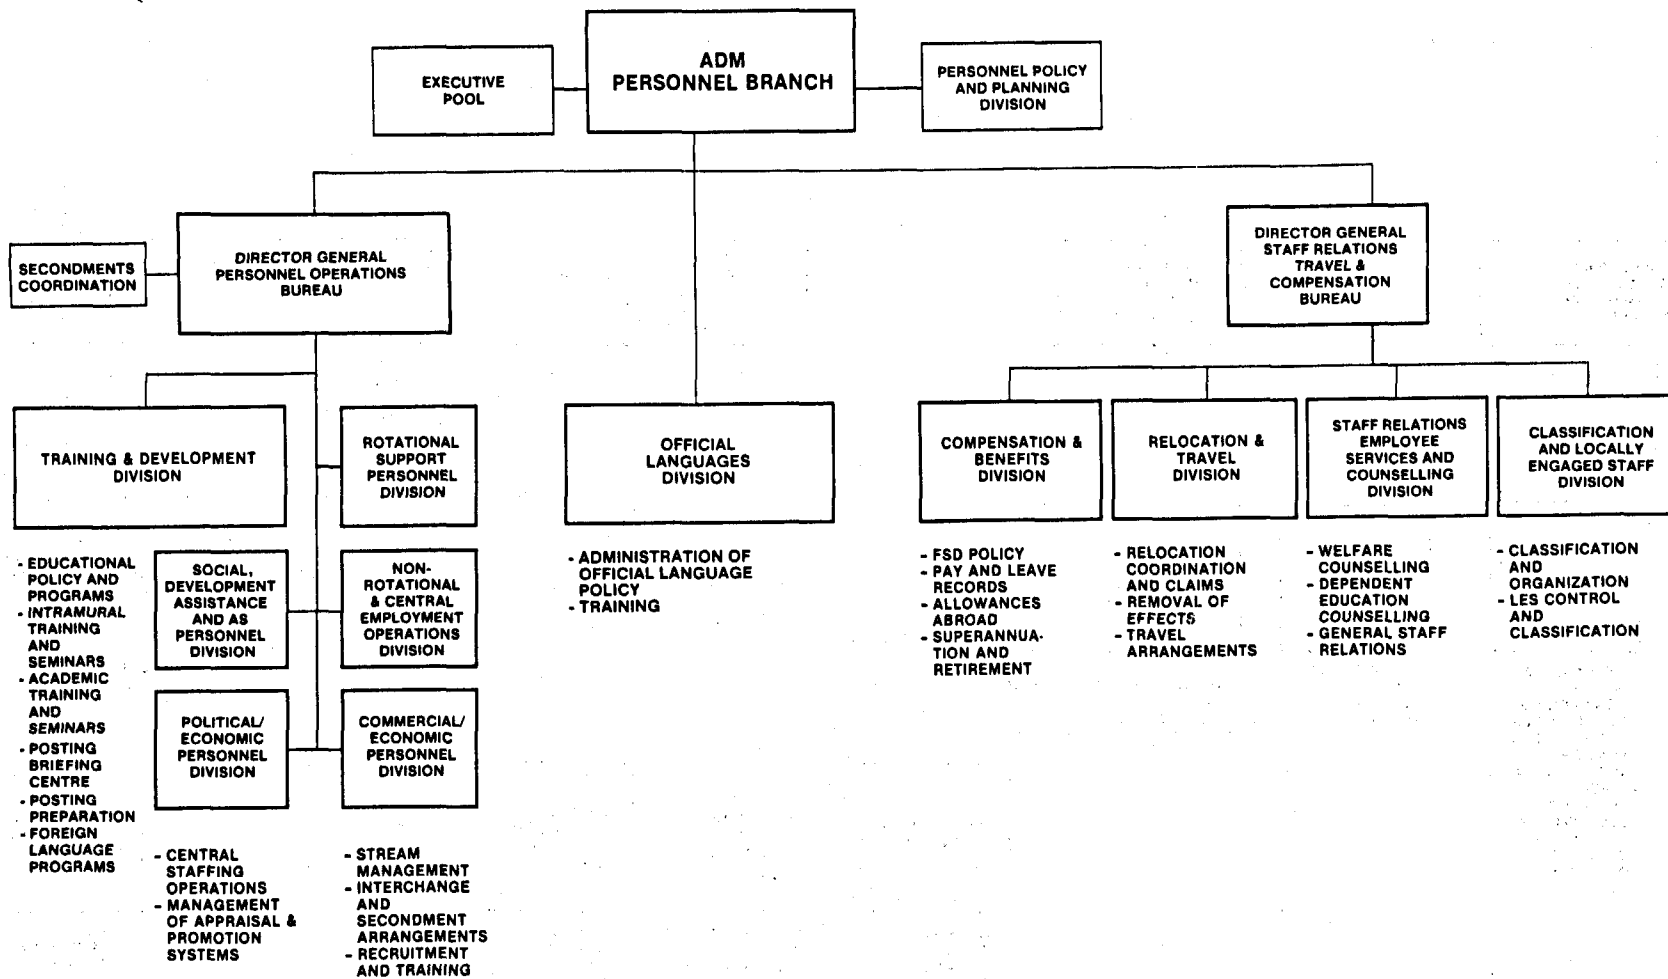 ADM
PERSONNEL BRANCH
EXECUTIVE
POOL
PERSONNEL POLICY
AND PLANNING
DIVISION
SECONDMENTS
COORDINATION
DIRECTOR GENERAL
PERSONNEL OPERATIONS
BUREAU
DIRECTOR GENERAL
STAFF RELATIONS
TRAVEL &
COMPENSATION
BUREAU
TRAINING & DEVELOPMENT
DIVISION
ROTATIONAL
SUPPORT
PERSONNEL
DIVISION
OFFICIAL
LANGUAGES
DIVISION
COMPENSATION &
BENEFITS
DIVISION
RELOCATION &
TRAVEL
DIVISION
STAFF RELATIONS
EMPLOYEE
SERVICES AND
COUNSELLING
DIVISION
CLASSIFICATION
AND LOCALLY
ENGAGED STAFF
DIVISION
- EDUCATIONAL
POLICY AND
PROGRAMS
- INTRAMURAL
TRAINING
AND
SEMINARS
- ACADEMIC
TRAINING
AND
SEMINARS
- POSTING
BRIEFING
CENTRE
- POSTING
PREPARATION
- FOREIGN
LANGUAGE
PROGRAMS
SOCIAL,
DEVELOPMENT
ASSISTANCE
AND AS
PERSONNEL
DIVISION
NON-
ROTATIONAL
& CENTRAL
EMPLOYMENT
OPERATIONS
DIVISION
POLITICAL/
ECONOMIC
PERSONNEL
DIVISION
COMMERCIAL/
ECONOMIC
PERSONNEL
DIVISION
- CENTRAL
STAFFING
OPERATIONS
- MANAGEMENT
OF APPRAISAL &
PROMOTION
SYSTEMS
- STREAM
MANAGEMENT
- INTERCHANGE
AND
SECONDMENT
ARRANGEMENTS
- RECRUITMENT
AND TRAINING
- ADMINISTRATION OF
OFFICIAL LANGUAGE
POLICY
- TRAINING
- FSD POLICY
- PAY AND LEAVE
RECORDS
- ALLOWANCES
ABROAD
- SUPERANNUA-
TION AND
RETIREMENT
- RELOCATION
COORDINATION
AND CLAIMS
- REMOVAL OF
EFFECTS
- TRAVEL
ARRANGEMENTS
- WELFARE
COUNSELLING
- DEPENDENT
EDUCATION
COUNSELLING
- GENERAL STAFF
RELATIONS
- CLASSIFICATION
AND
ORGANIZATION
- LES CONTROL
AND
CLASSIFICATION